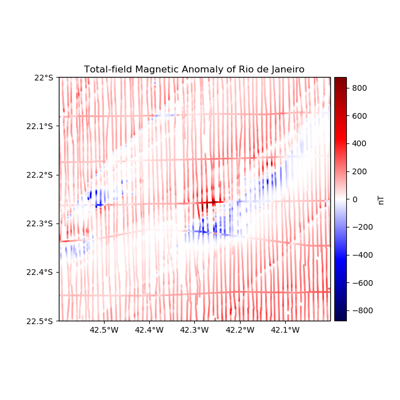 Total-field Magnetic Anomaly of Rio de Janeiro
22°S
22.1°S
22.2°S
22.3°S
22.4°S
22.5°S
42.5°W
42.4°W
42.3°W
42.2°W
42.1°W
800
600
400
200
0
−200
−400
−600
−800
nT